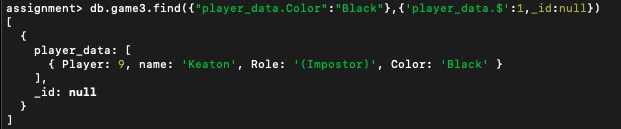 assignment> db.game3.find({"player_data.Color":"Black"},{'player_data.$':1,_id:null})
[
  {
    player_data: [
      { Player: 9, name: 'Keaton', Role: '(Impostor)', Color: 'Black' }
    ],
    _id: null
  }
]